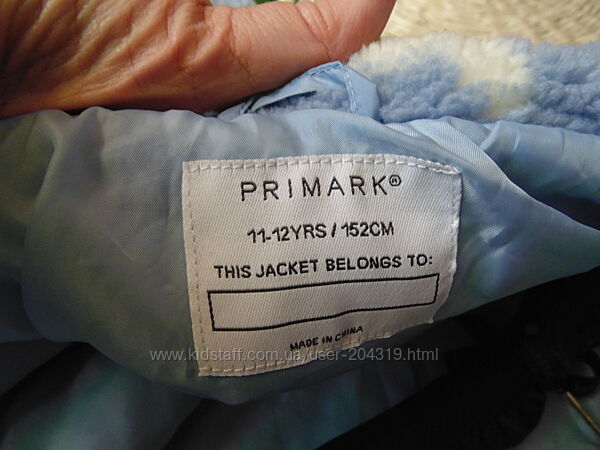 PRIMARK®
11-12YRS / 152CM
THIS JACKET BELONGS TO:
MADE IN CHINA
www.kidstaff.com.ua/user-204319.html